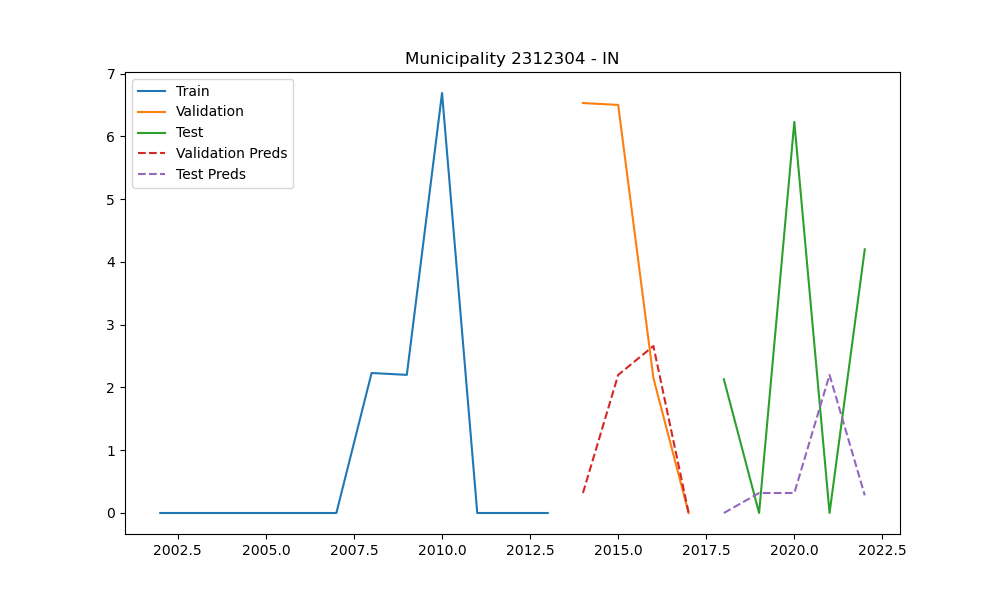 Municipality 2312304 - IN
Train
Validation
Test
Validation Preds
Test Preds
7
6
5
4
3
2
1
0
2002.5 2005.0 2007.5 2010.0 2012.5 2015.0 2017.5 2020.0 2022.5